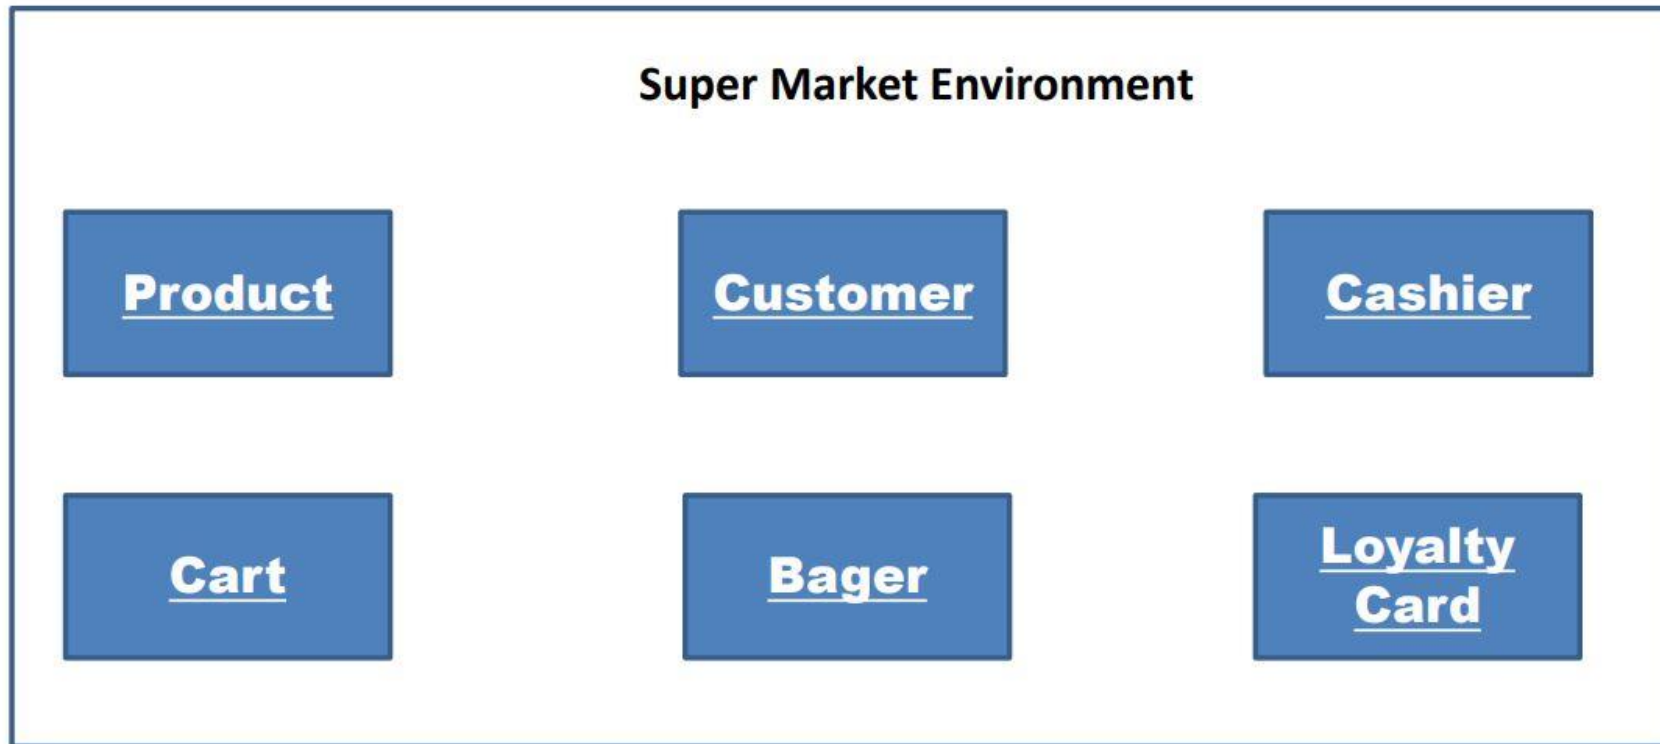 Super Market Environment
Product
Customer
Cashier
Cart
Bager
Loyalty
Card